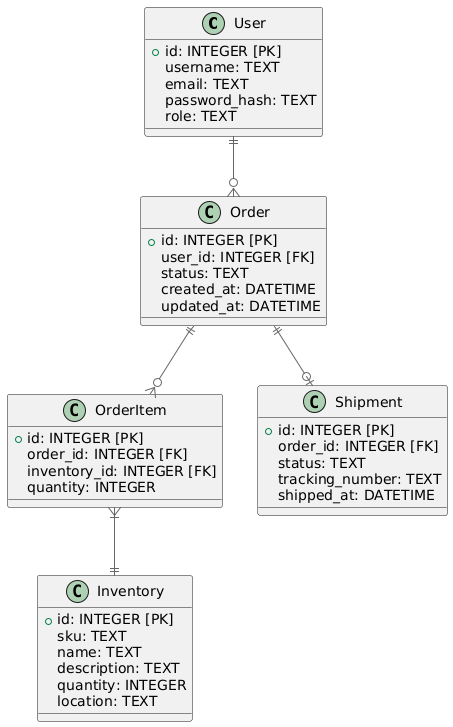 C User
id: INTEGER [PK]
username: TEXT
email: TEXT
password_hash: TEXT
role: TEXT
C Order
id: INTEGER [PK]
user_id: INTEGER [FK]
status: TEXT
created_at: DATETIME
updated_at: DATETIME
C OrderItem
id: INTEGER [PK]
order_id: INTEGER [FK]
inventory_id: INTEGER [FK]
quantity: INTEGER
C Shipment
id: INTEGER [PK]
order_id: INTEGER [FK]
status: TEXT
tracking_number: TEXT
shipped_at: DATETIME
C Inventory
id: INTEGER [PK]
sku: TEXT
name: TEXT
description: TEXT
quantity: INTEGER
location: TEXT